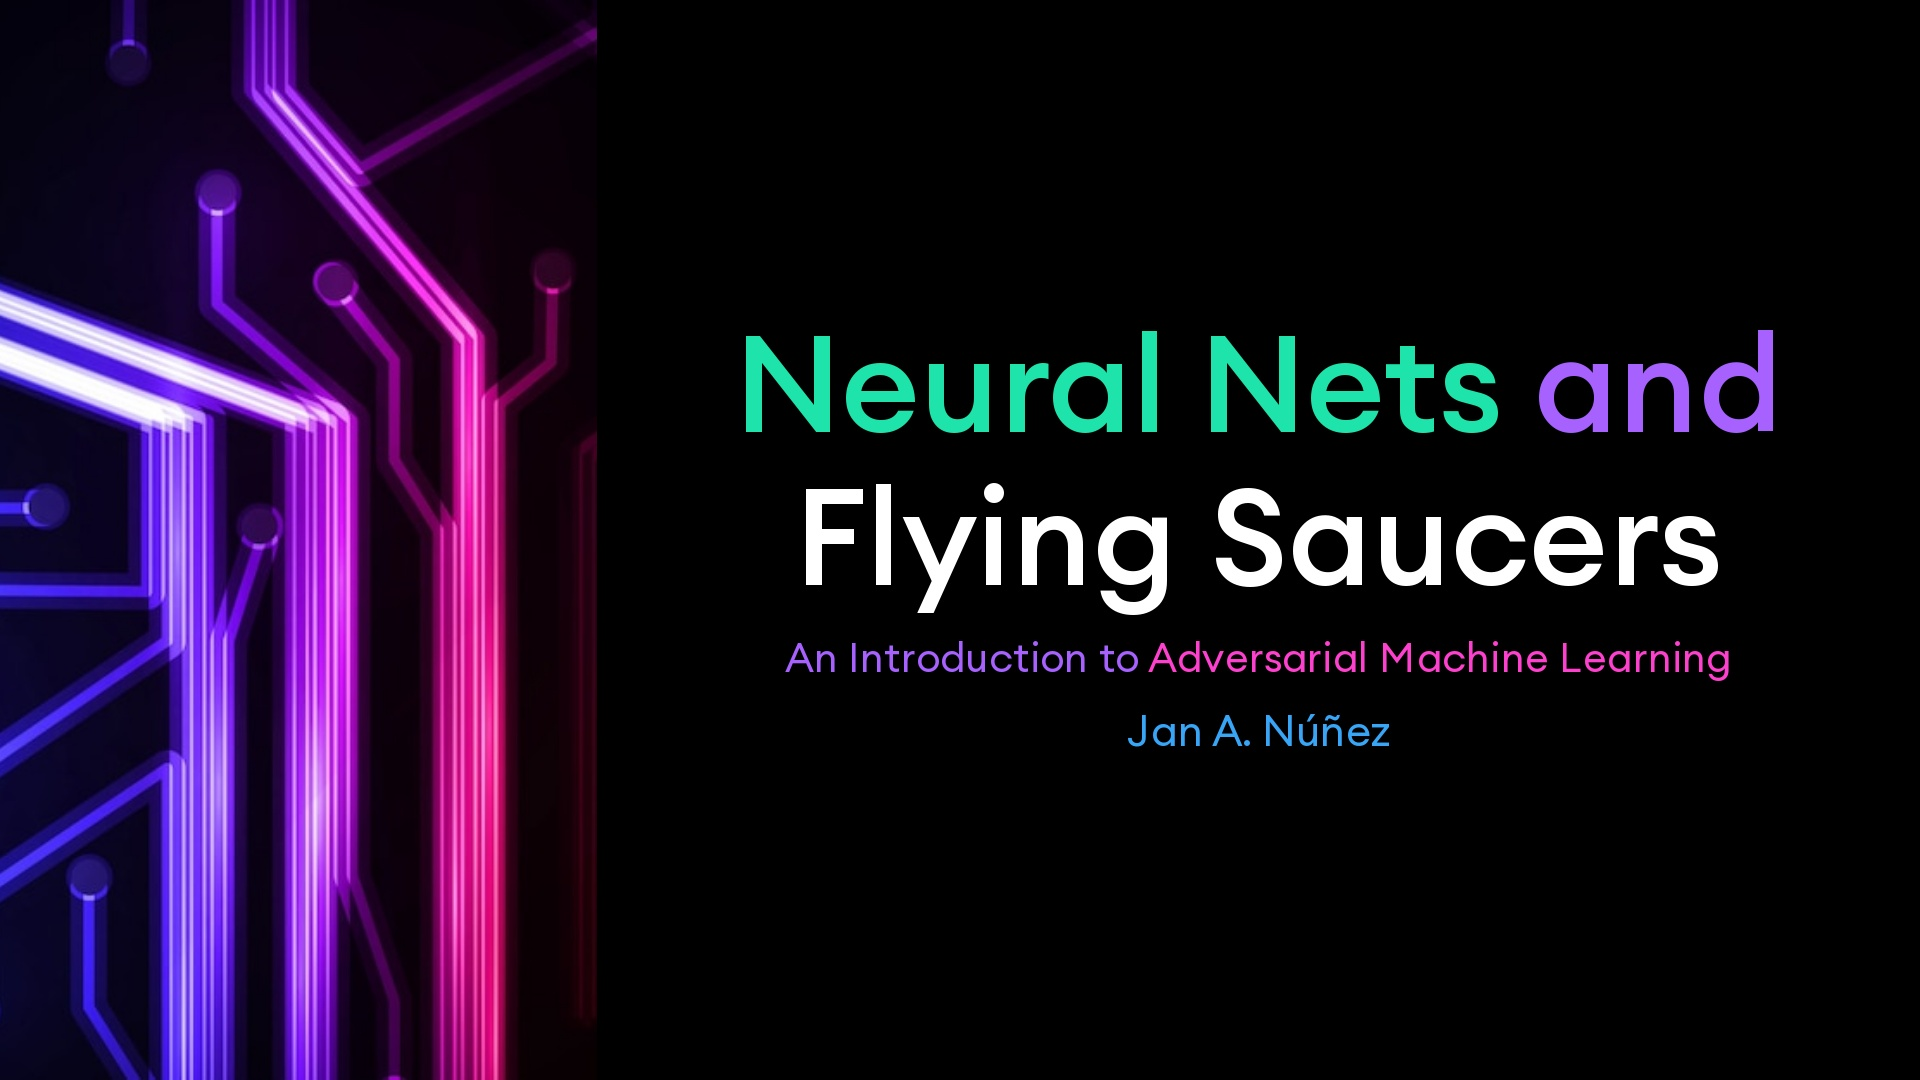 Neural Nets and
Flying Saucers
An Introduction to Adversarial Machine Learning
Jan A. Núñez